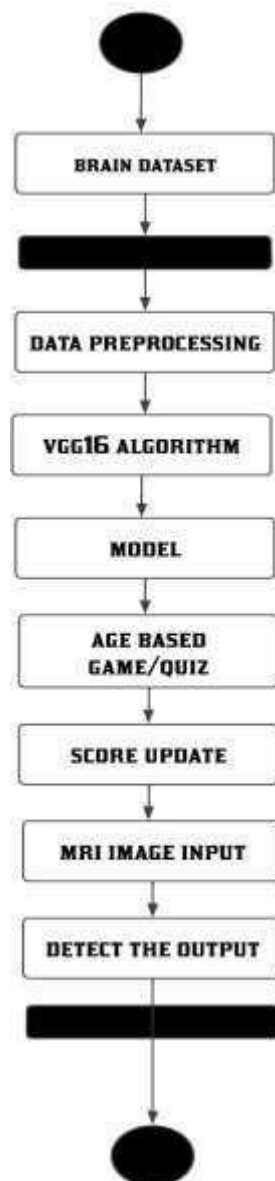 BRAIN DATASET
DATA PREPROCESSING
VGG16 ALGORITHM
MODEL
AGE BASED
GAME/QUIZ
SCORE UPDATE
MRI IMAGE INPUT
DETECT THE OUTPUT